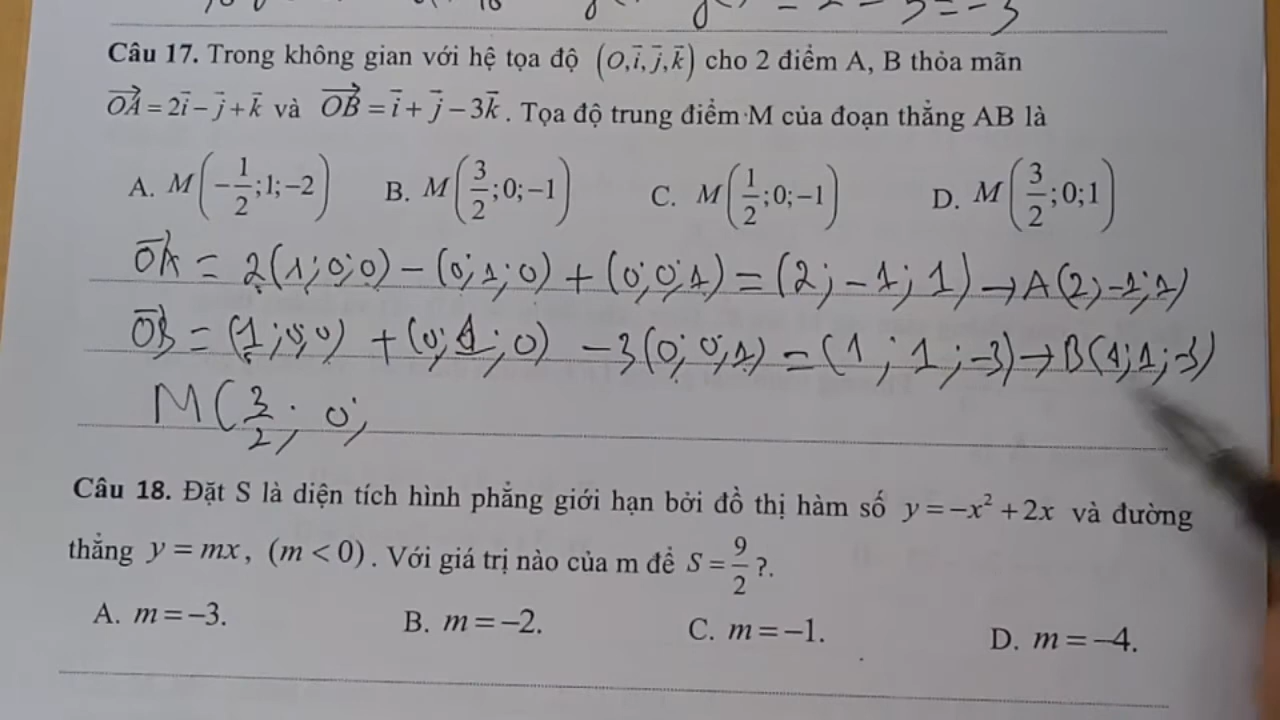 = -3
Câu 17. Trong không gian với hệ tọa độ (O, i⃗, j⃗, k⃗) cho 2 điểm A, B thỏa mãn
OA⃗ = 2i⃗ − j⃗ + k⃗ và OB⃗ = i⃗ + j⃗ − 3k⃗. Tọa độ trung điểm M của đoạn thẳng AB là
A. M(−1/2;1;−2) B. M(3/2;0;−1) C. M(1/2;0;−1) D. M(3/2;0;1)
OA⃗ = 2(1;0;0) − (0;1;0) + (0;0;1) = (2;−1;1) → A(2;−1;1)
OB⃗ = (1;0;0) + (0;1;0) − 3(0;0;1) = (1;1;−3) → B(1;1;−3)
M(3/2; 0;
Câu 18. Đặt S là diện tích hình phẳng giới hạn bởi đồ thị hàm số y = −x² + 2x và đường
thẳng y = mx, (m < 0). Với giá trị nào của m để S = 9/2 ?.
A. m = −3. B. m = −2. C. m = −1. D. m = −4.